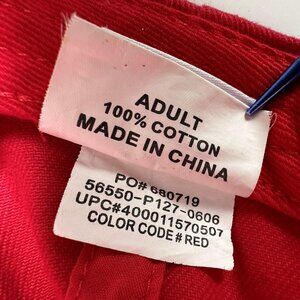 ADULT
100% COTTON
MADE IN CHINA
PO# 680719
56550-P127-0606
UPC#400011570507
COLOR CODE# RED